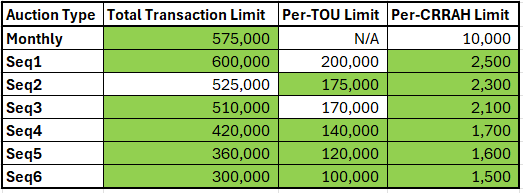 Auction Type Total Transaction Limit Per-TOU Limit Per-CRRAH Limit
Monthly 575,000 N/A 10,000
Seq1 600,000 200,000 2,500
Seq2 525,000 175,000 2,300
Seq3 510,000 170,000 2,100
Seq4 420,000 140,000 1,700
Seq5 360,000 120,000 1,600
Seq6 300,000 100,000 1,500